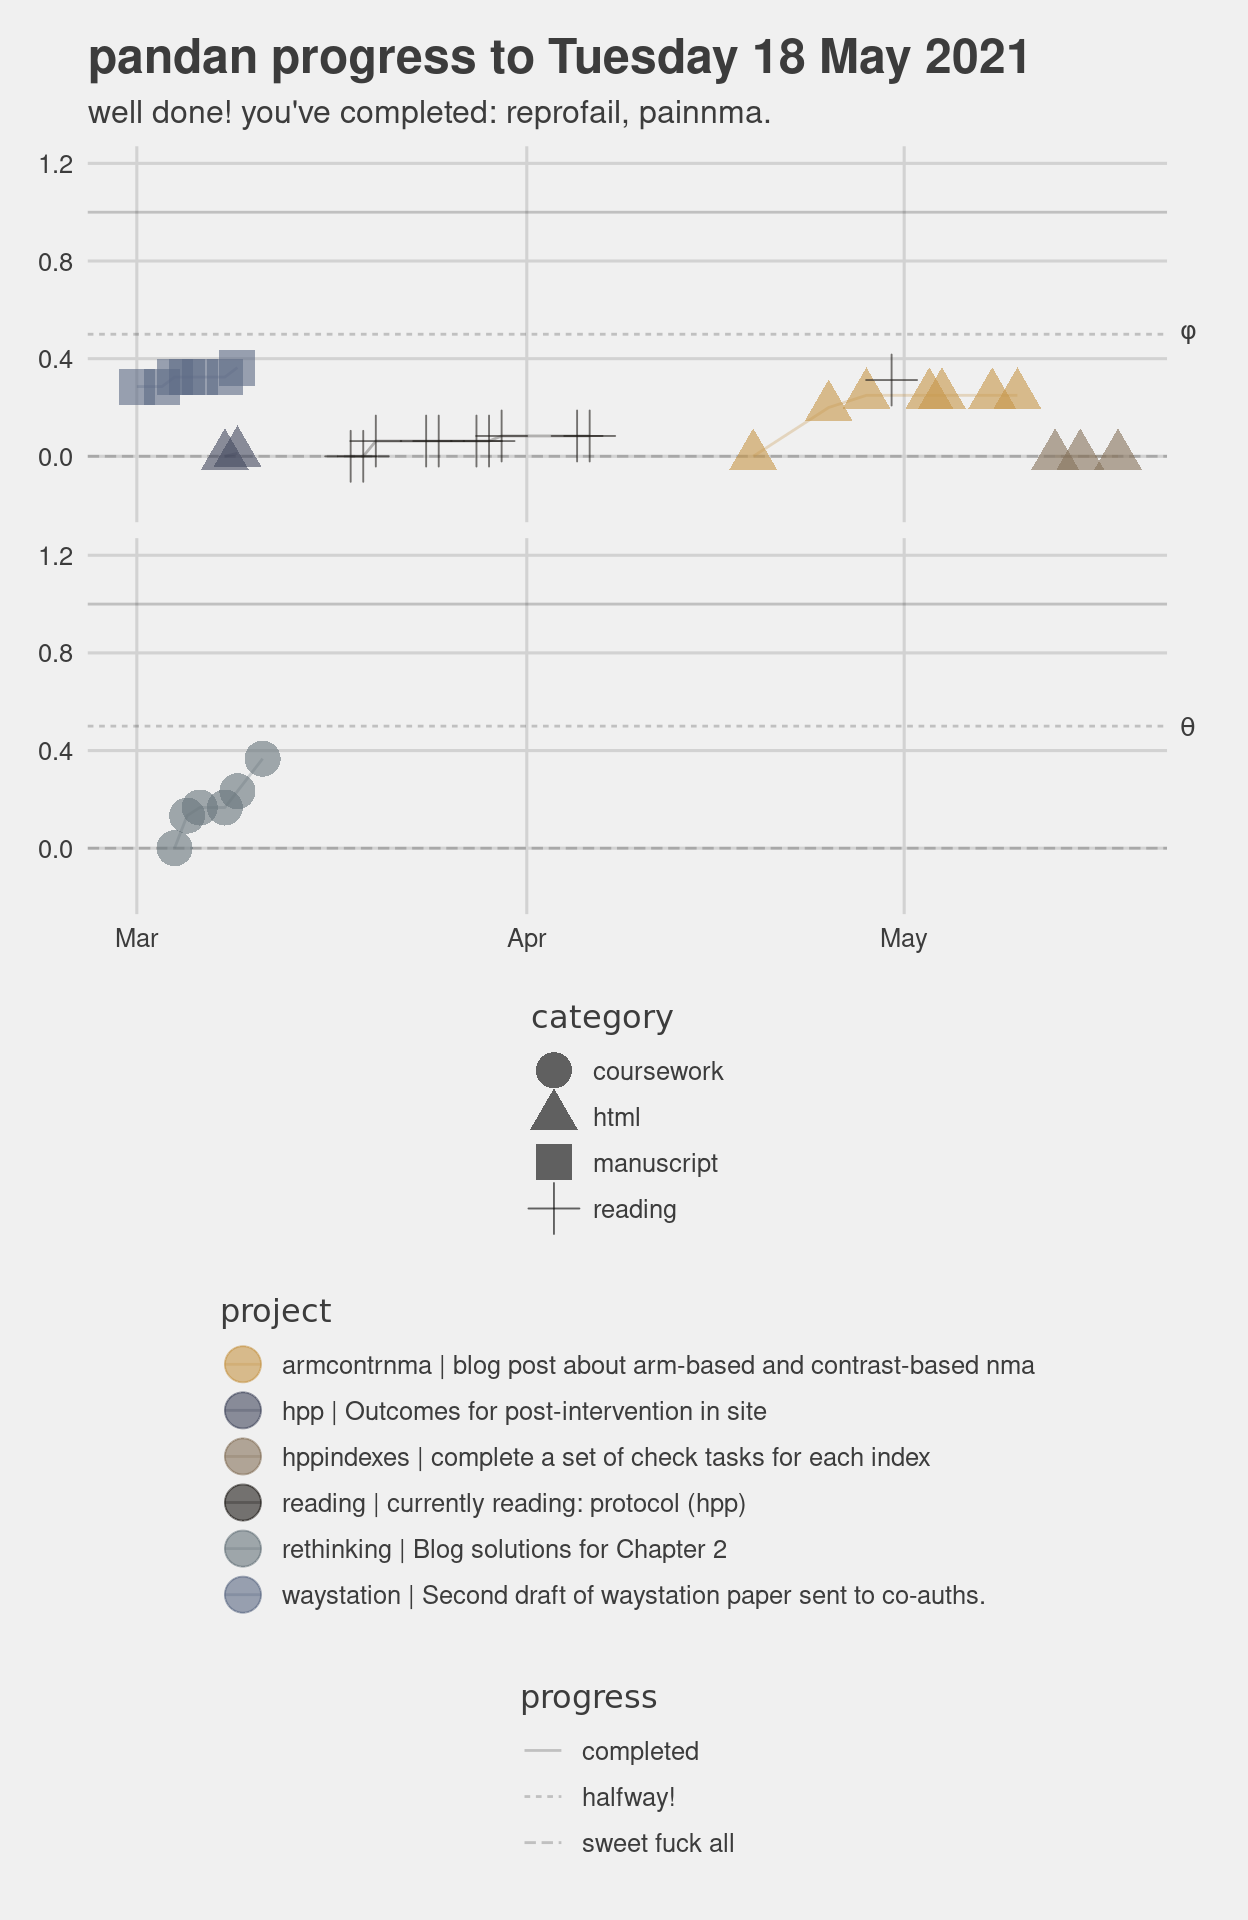 pandan progress to Tuesday 18 May 2021
well done! you've completed: reprofail, painnma.
1.2
0.8
0.4
0.0
φ
1.2
0.8
0.4
0.0
θ
Mar Apr May
category
coursework
html
manuscript
reading
project
armcontrnma | blog post about arm-based and contrast-based nma
hpp | Outcomes for post-intervention in site
hppindexes | complete a set of check tasks for each index
reading | currently reading: protocol (hpp)
rethinking | Blog solutions for Chapter 2
waystation | Second draft of waystation paper sent to co-auths.
progress
completed
halfway!
sweet fuck all